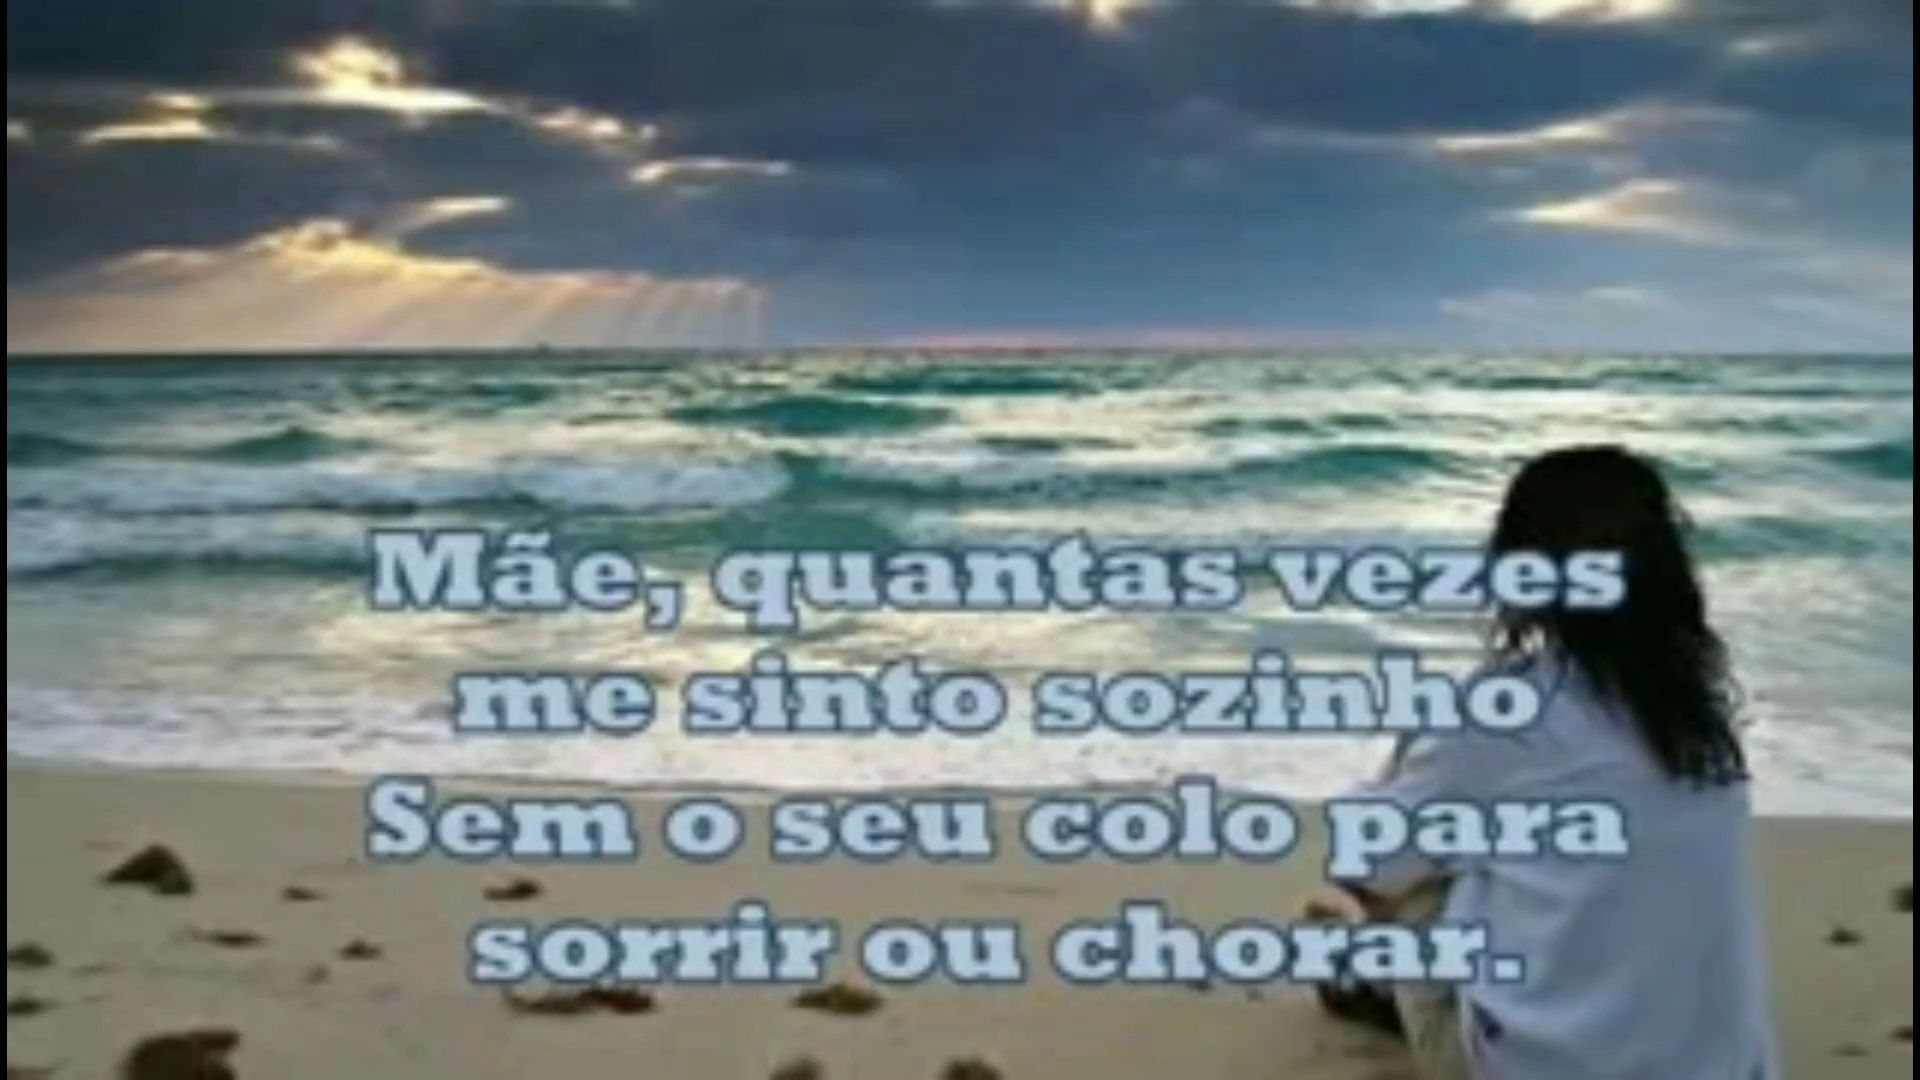 Mãe, quantas vezes
me sinto sozinho
Sem o seu colo para
sorrir ou chorar.